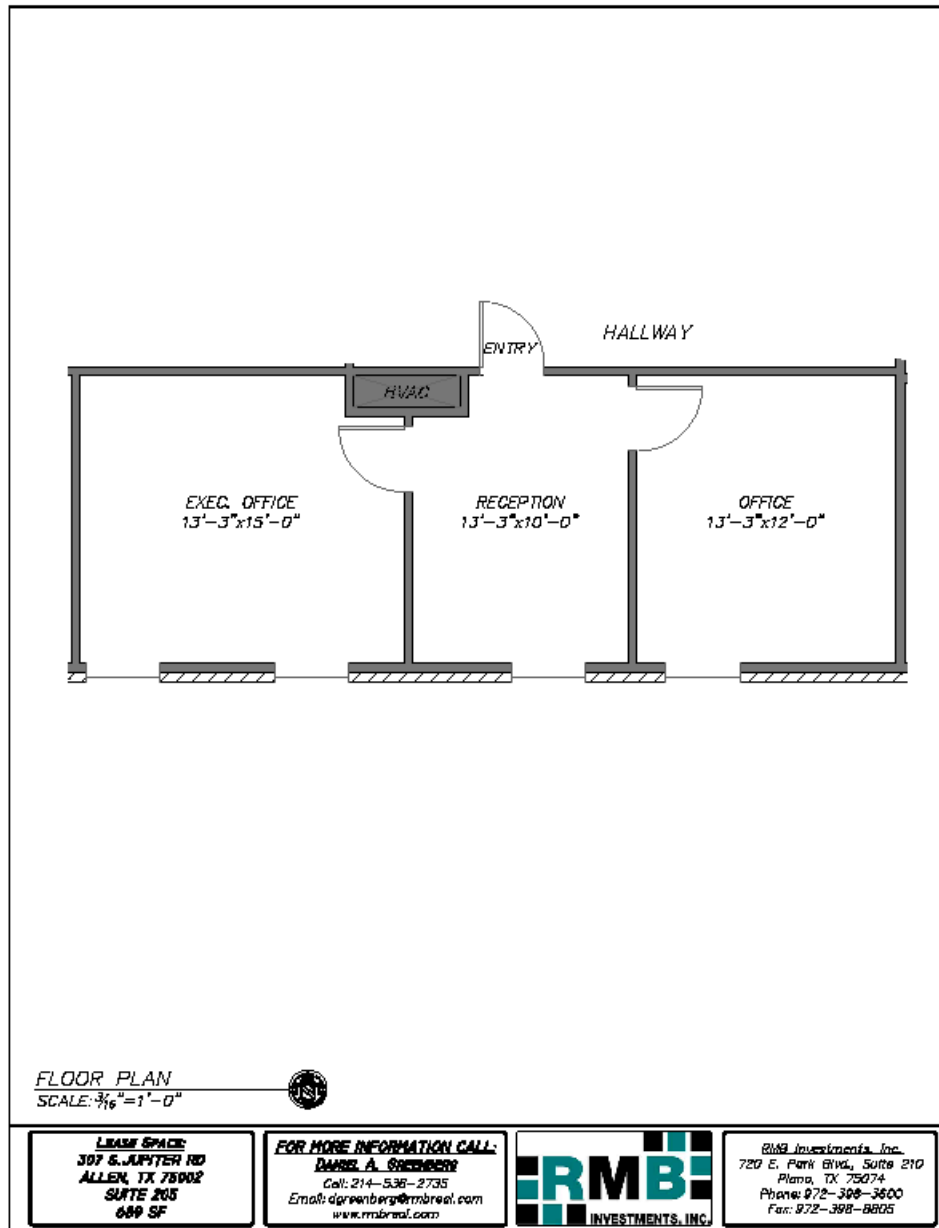 HALLWAY
ENTRY
HVAC
EXEC. OFFICE
13'-3"x15'-0"
RECEPTION
13'-3"x10'-0"
OFFICE
13'-3"x12'-0"
FLOOR PLAN
SCALE: 3/16"=1'-0"
N
LEASE SPACE:
307 S. JUPITER RD
ALLEN, TX 75002
SUITE 205
689 SF
FOR MORE INFORMATION CALL:
DANIEL A. GREENBERG
Cell: 214-536-2735
Email: dgreenberg@rmbreal.com
www.rmbreal.com
RMB
INVESTMENTS, INC.
RMB Investments, Inc.
720 E. Park Blvd., Suite 210
Plano, TX 75074
Phone: 972-398-3600
Fax: 972-398-8805